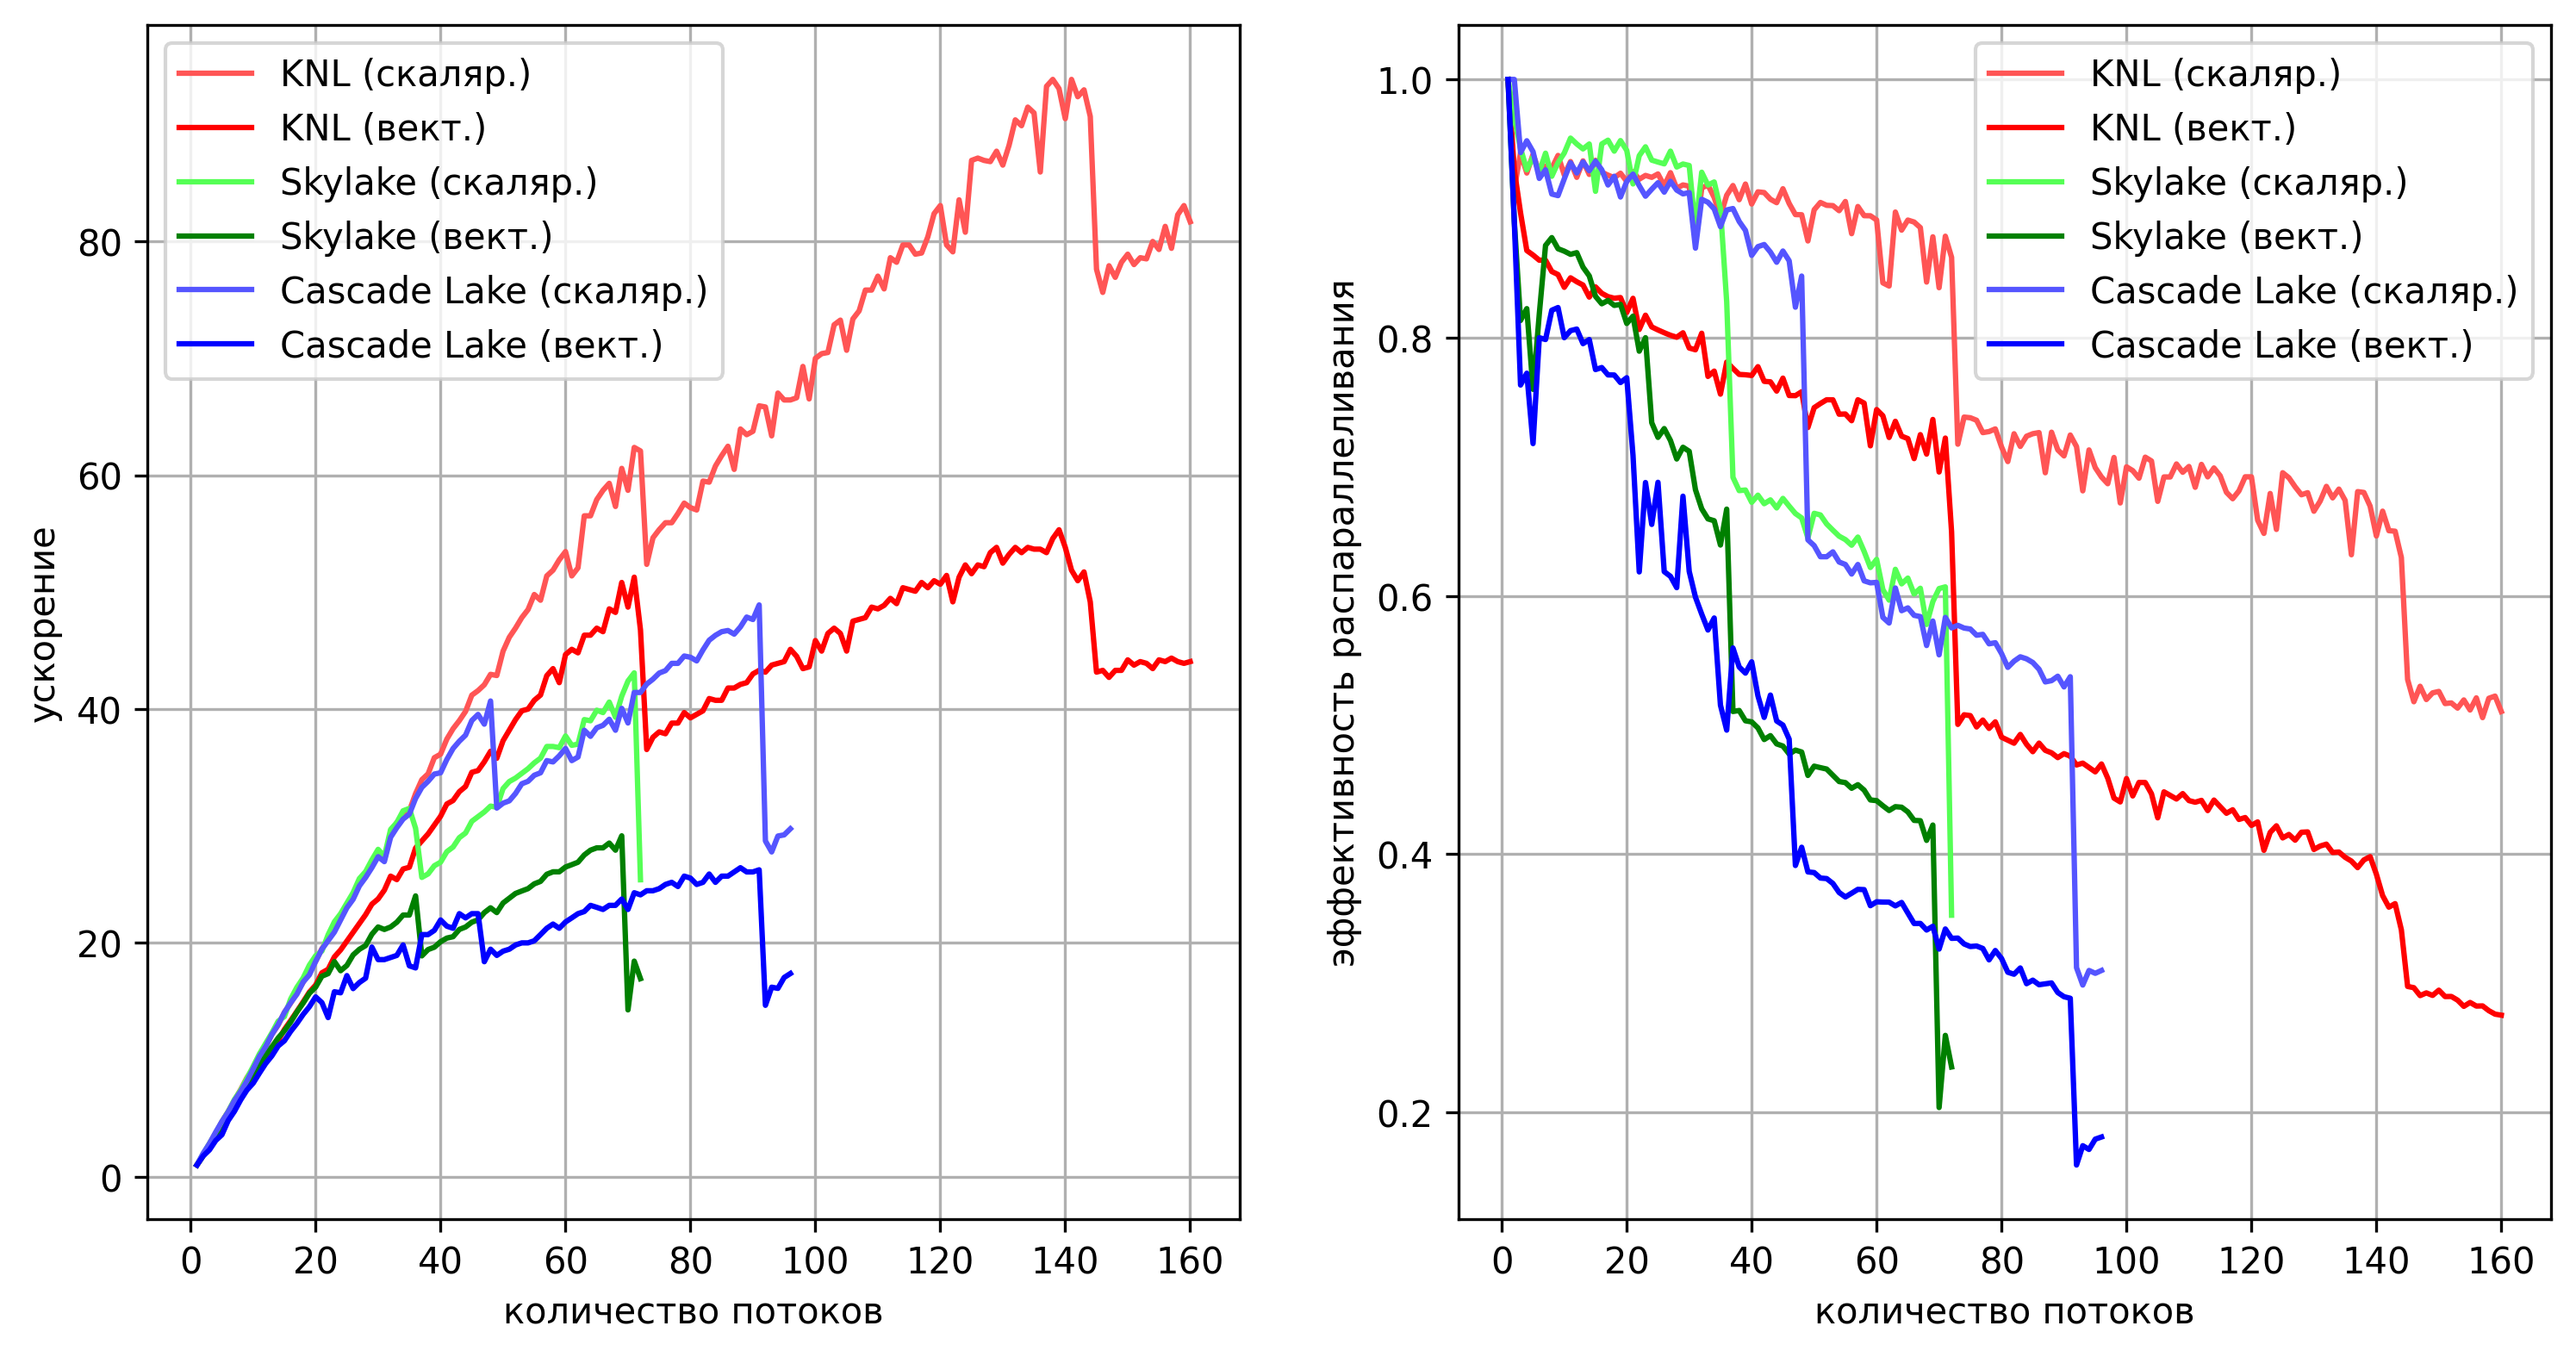 KNL (скаляр.)
KNL (вект.)
Skylake (скаляр.)
Skylake (вект.)
Cascade Lake (скаляр.)
Cascade Lake (вект.)
ускорение
80
60
40
20
0
0 20 40 60 80 100 120 140 160
количество потоков
KNL (скаляр.)
KNL (вект.)
Skylake (скаляр.)
Skylake (вект.)
Cascade Lake (скаляр.)
Cascade Lake (вект.)
эффективность распараллеливания
1.0
0.8
0.6
0.4
0.2
0 20 40 60 80 100 120 140 160
количество потоков